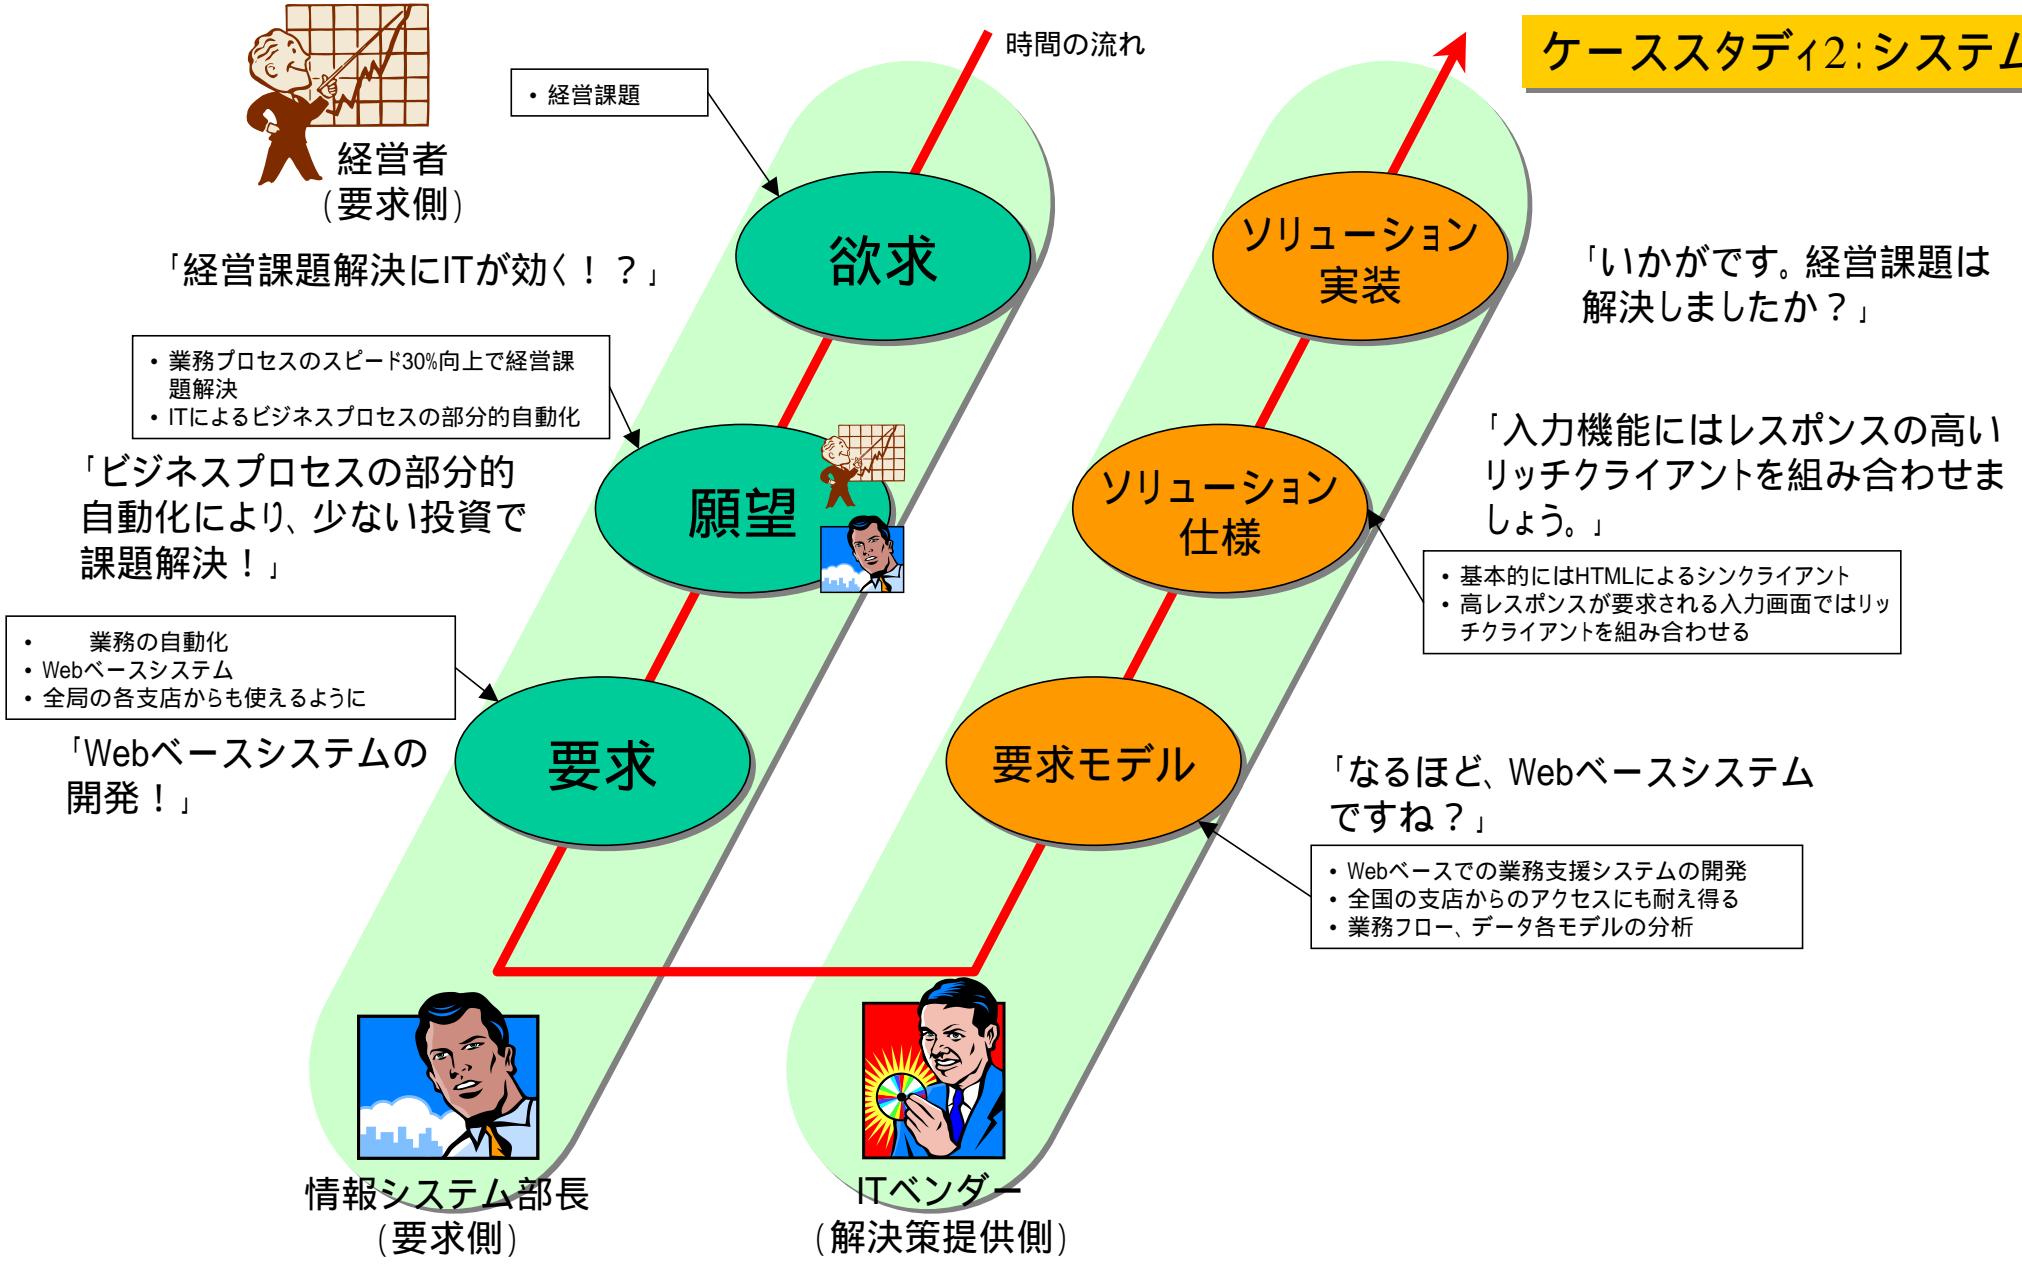 時間の流れ
ケーススタディ2:システム
• 経営課題
経営者
(要求側)
「経営課題解決にITが効く！？」
欲求
ソリューション
実装
「いかがです。経営課題は
解決しましたか？」
• 業務プロセスのスピード30%向上で経営課
題解決
• ITによるビジネスプロセスの部分的自動化
「ビジネスプロセスの部分的
自動化により、少ない投資で
課題解決！」
願望
ソリューション
仕様
「入力機能にはレスポンスの高い
リッチクライアントを組み合わせま
しょう。」
• 基本的にはHTMLによるシンクライアント
• 高レスポンスが要求される入力画面ではリッ
チクライアントを組み合わせる
• 業務の自動化
• Webベースシステム
• 全局の各支店からも使えるように
「Webベースシステムの
開発！」
要求
要求モデル
「なるほど、Webベースシステム
ですね？」
• Webベースでの業務支援システムの開発
• 全国の支店からのアクセスにも耐え得る
• 業務フロー、データ各モデルの分析
情報システム部長
(要求側)
ITベンダー
(解決策提供側)